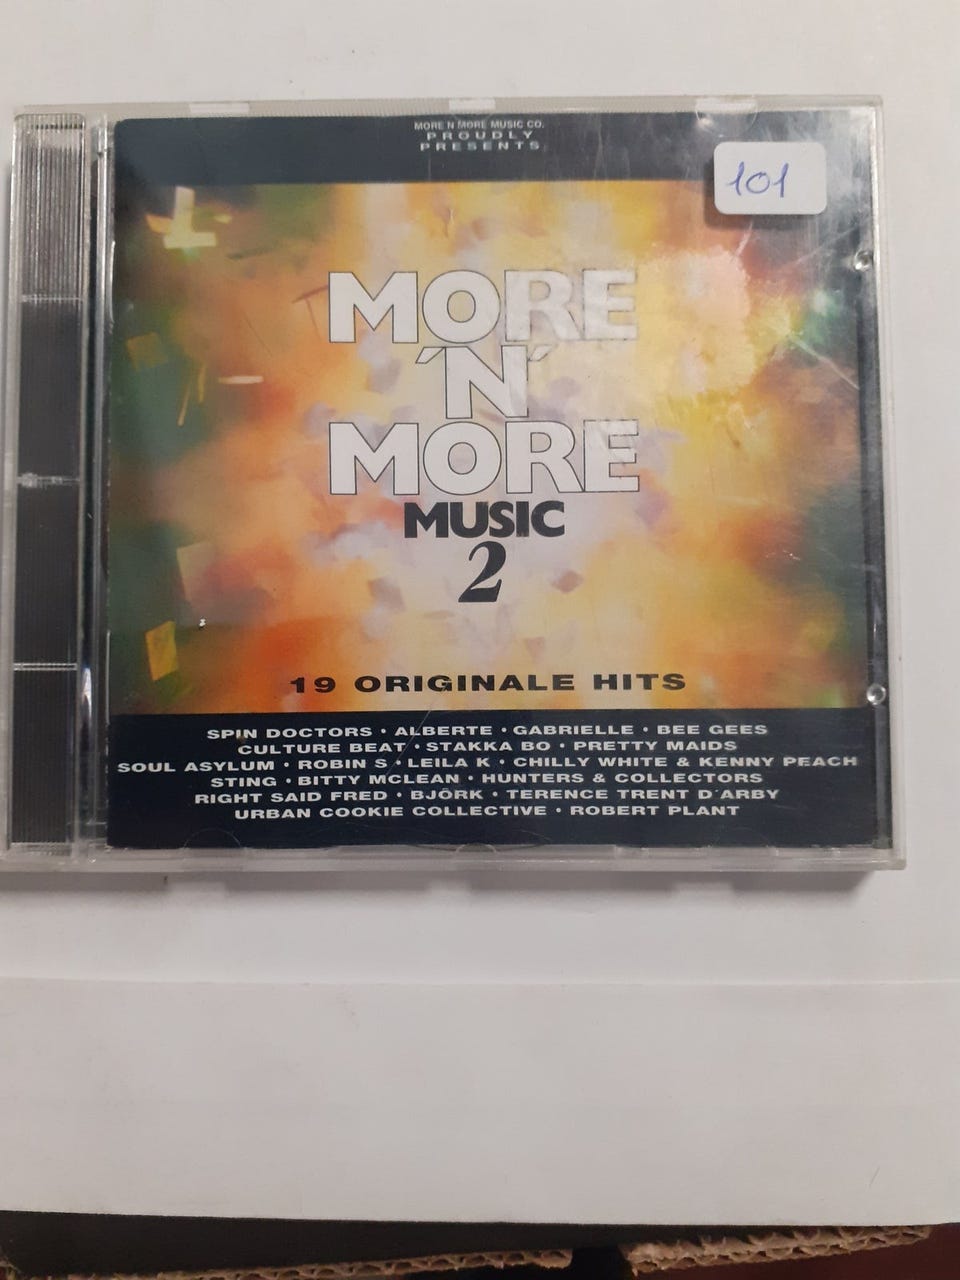 MORE N MORE MUSIC CO.
PROUDLY
PRESENTS
101
MORE
´N´
MORE
MUSIC
2
19 ORIGINALE HITS
SPIN DOCTORS · ALBERTE · GABRIELLE · BEE GEES
CULTURE BEAT · STAKKA BO · PRETTY MAIDS
SOUL ASYLUM · ROBIN S · LEILA K · CHILLY WHITE & KENNY PEACH
STING · BITTY MCLEAN · HUNTERS & COLLECTORS
RIGHT SAID FRED · BJÖRK · TERENCE TRENT D´ARBY
URBAN COOKIE COLLECTIVE · ROBERT PLANT